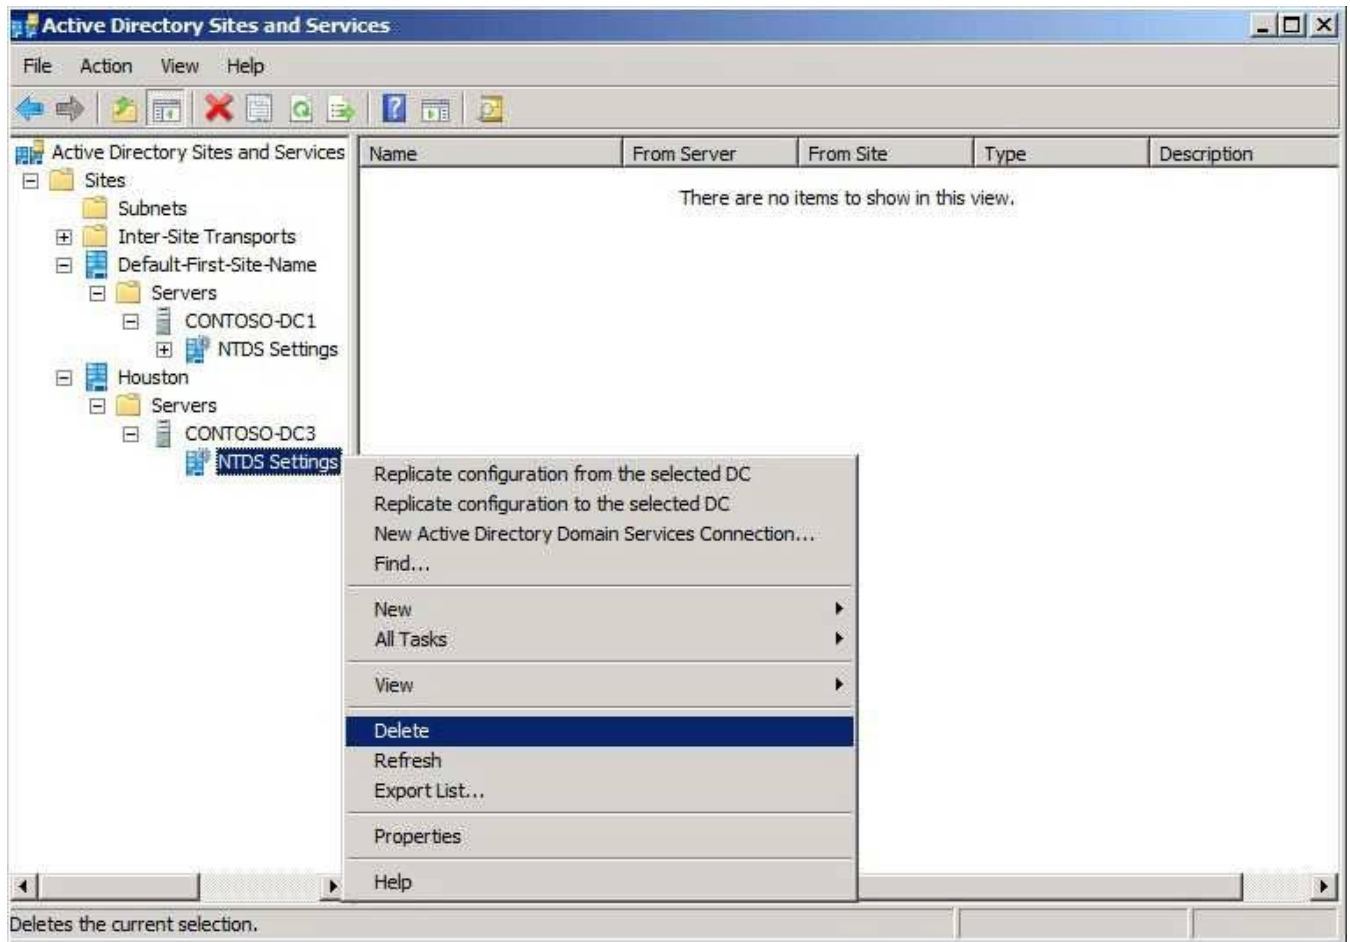 Active Directory Sites and Services
File Action View Help
Active Directory Sites and Services
Name From Server From Site Type Description
Sites
There are no items to show in this view.
Subnets
Inter-Site Transports
Default-First-Site-Name
Servers
CONTOSO-DC1
NTDS Settings
Houston
Servers
CONTOSO-DC3
NTDS Settings
Replicate configuration from the selected DC
Replicate configuration to the selected DC
New Active Directory Domain Services Connection...
Find...
New
All Tasks
View
Delete
Refresh
Export List...
Properties
Help
Deletes the current selection.